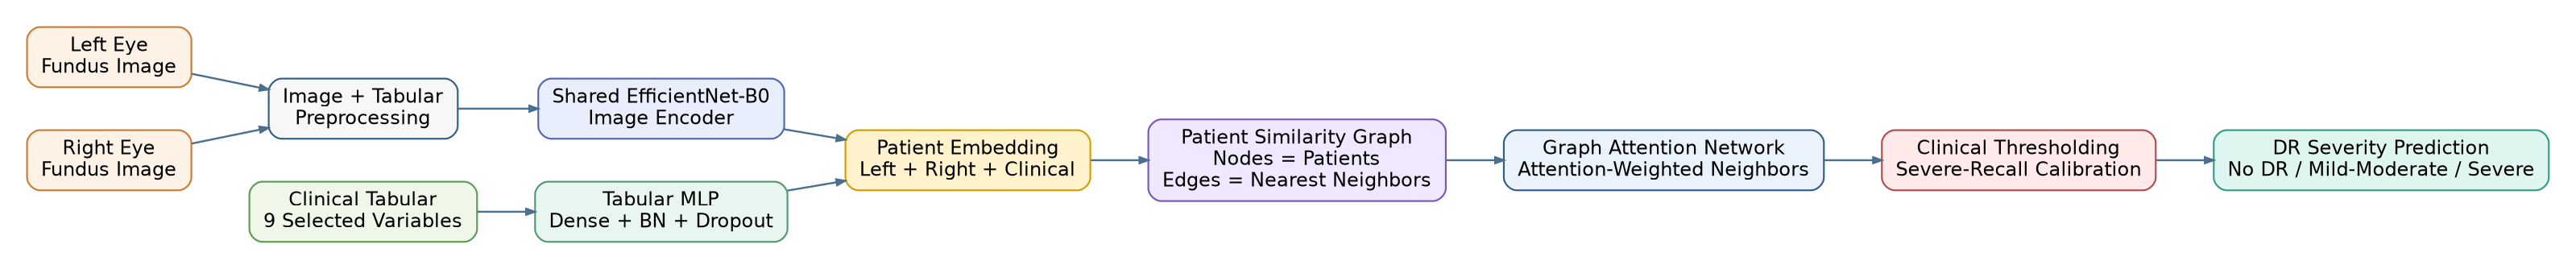 Left Eye
Fundus Image
Right Eye
Fundus Image
Image + Tabular
Preprocessing
Clinical Tabular
9 Selected Variables
Shared EfficientNet-B0
Image Encoder
Tabular MLP
Dense + BN + Dropout
Patient Embedding
Left + Right + Clinical
Patient Similarity Graph
Nodes = Patients
Edges = Nearest Neighbors
Graph Attention Network
Attention-Weighted Neighbors
Clinical Thresholding
Severe-Recall Calibration
DR Severity Prediction
No DR / Mild-Moderate / Severe